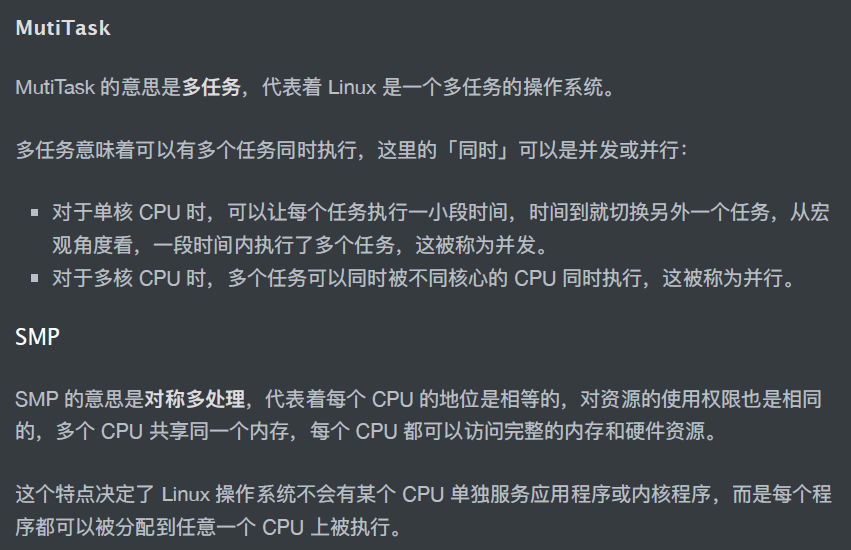 MutiTask
MutiTask 的意思是多任务，代表着 Linux 是一个多任务的操作系统。
多任务意味着可以有多个任务同时执行，这里的「同时」可以是并发或并行：
对于单核 CPU 时，可以让每个任务执行一小段时间，时间到就切换另外一个任务，从宏
观角度看，一段时间内执行了多个任务，这被称为并发。
对于多核 CPU 时，多个任务可以同时被不同核心的 CPU 同时执行，这被称为并行。
SMP
SMP 的意思是对称多处理，代表着每个 CPU 的地位是相等的，对资源的使用权限也是相同
的，多个 CPU 共享同一个内存，每个 CPU 都可以访问完整的内存和硬件资源。
这个特点决定了 Linux 操作系统不会有某个 CPU 单独服务应用程序或内核程序，而是每个程
序都可以被分配到任意一个 CPU 上被执行。